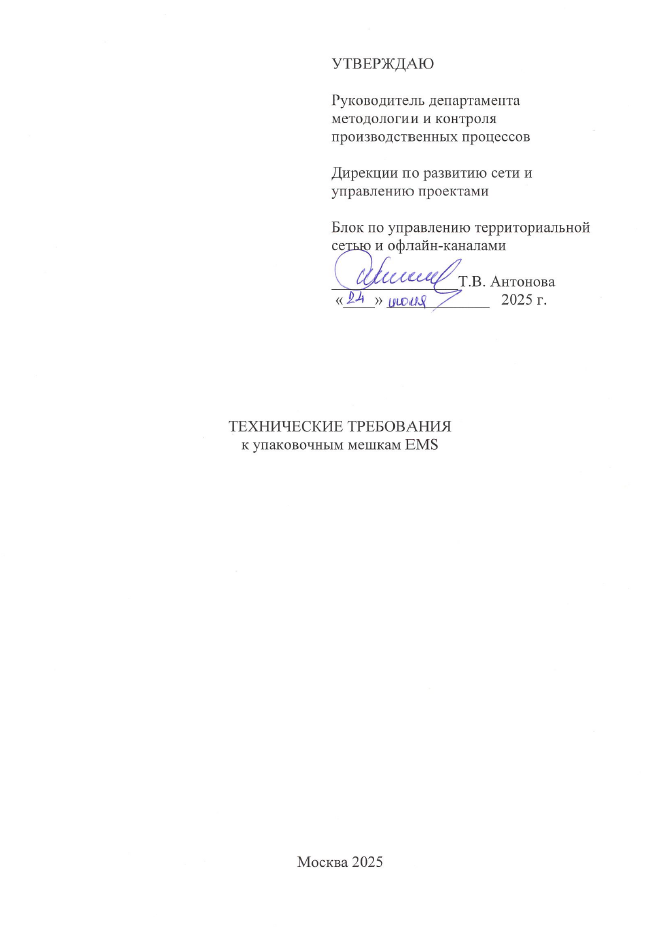 УТВЕРЖДАЮ
Руководитель департамента
методологии и контроля
производственных процессов
Дирекции по развитию сети и
управлению проектами
Блок по управлению территориальной
сетью и офлайн-каналами
Т.В. Антонова
«24» июля 2025 г.
ТЕХНИЧЕСКИЕ ТРЕБОВАНИЯ
к упаковочным мешкам EMS
Москва 2025